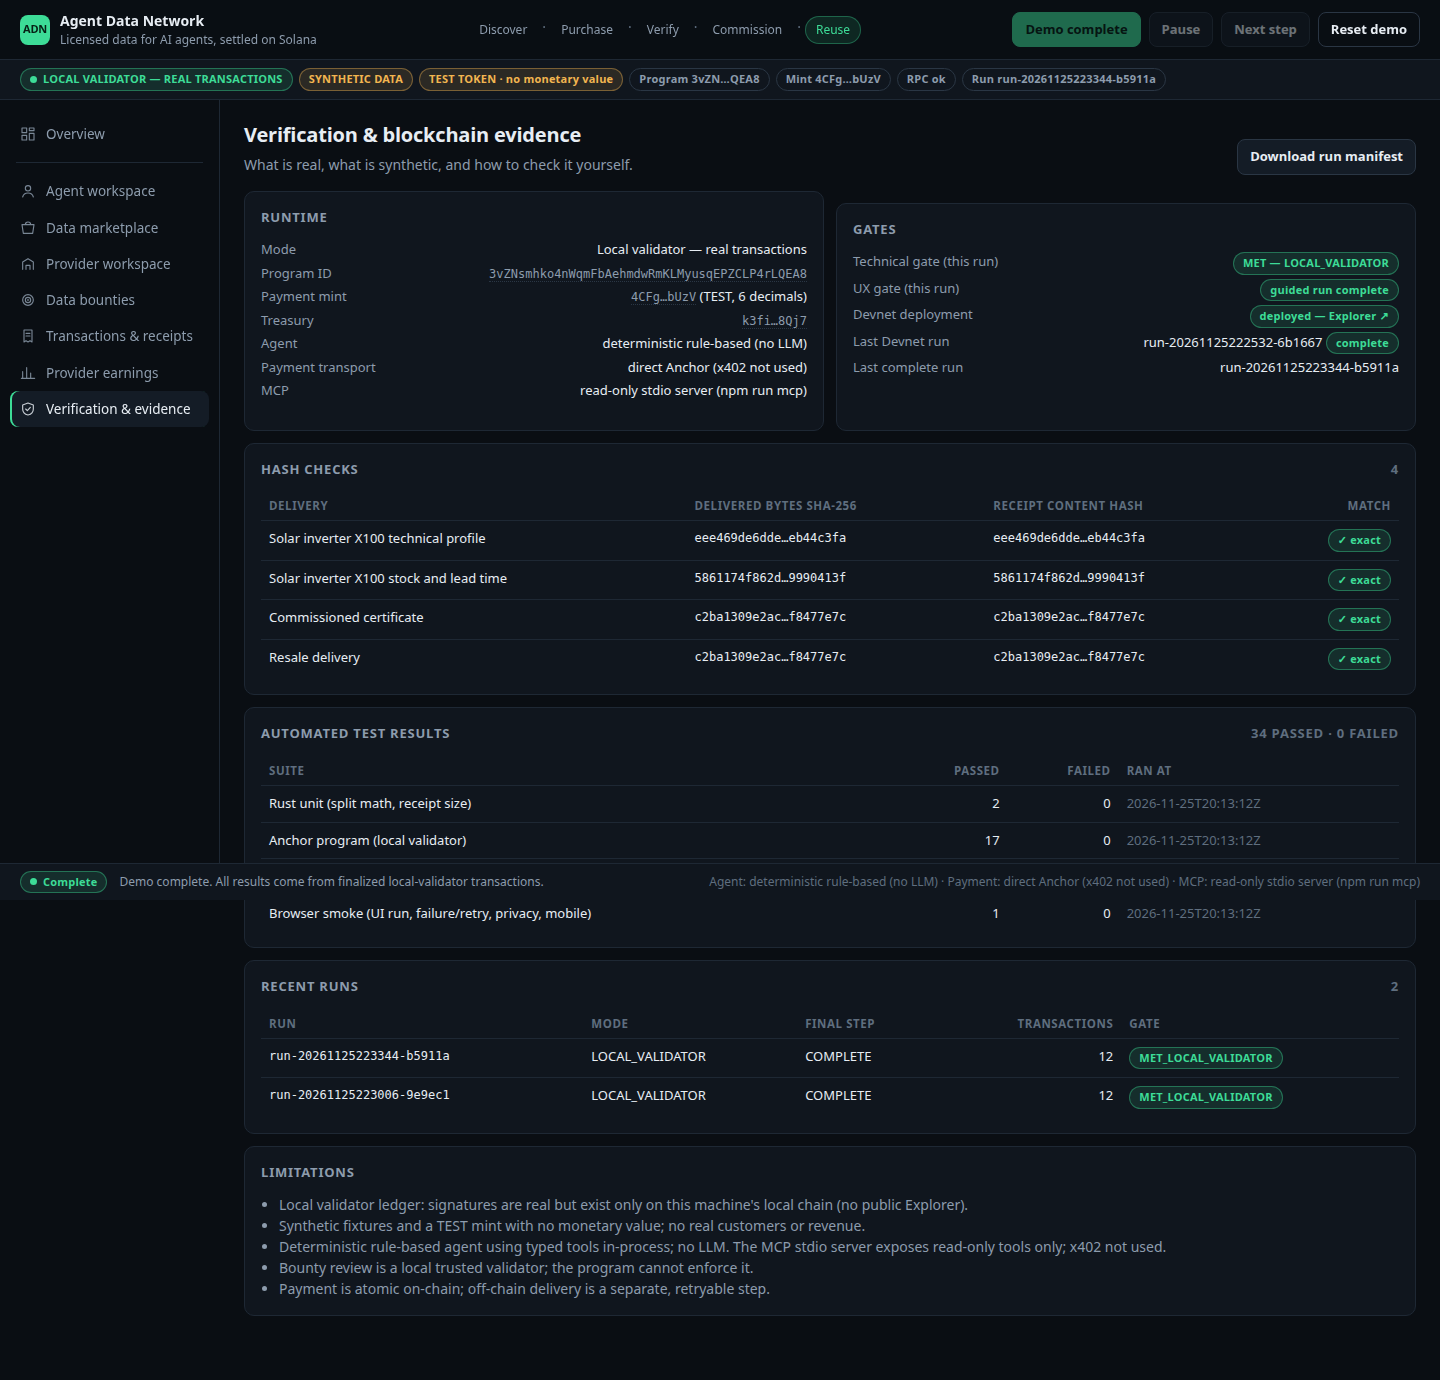 ADN
Agent Data Network
Licensed data for AI agents, settled on Solana
Discover · Purchase · Verify · Commission · Reuse
Demo complete
Pause
Next step
Reset demo
LOCAL VALIDATOR — REAL TRANSACTIONS
SYNTHETIC DATA
TEST TOKEN · no monetary value
Program 3vZN…QEA8
Mint 4CFg…bUzV
RPC ok
Run run-20261125223344-b5911a
Overview
Agent workspace
Data marketplace
Provider workspace
Data bounties
Transactions & receipts
Provider earnings
Verification & evidence
Verification & blockchain evidence
What is real, what is synthetic, and how to check it yourself.
Download run manifest
RUNTIME
Mode Local validator — real transactions
Program ID 3vZNsmhko4nWqmFbAehmdwRmKLMyusqEPZCLP4rLQEA8
Payment mint 4CFg…bUzV (TEST, 6 decimals)
Treasury k3fi…8Qj7
Agent deterministic rule-based (no LLM)
Payment transport direct Anchor (x402 not used)
MCP read-only stdio server (npm run mcp)
GATES
Technical gate (this run) MET — LOCAL_VALIDATOR
UX gate (this run) guided run complete
Devnet deployment deployed — Explorer ↗
Last Devnet run run-20261125222532-6b1667 complete
Last complete run run-20261125223344-b5911a
HASH CHECKS 4
DELIVERY DELIVERED BYTES SHA-256 RECEIPT CONTENT HASH MATCH
Solar inverter X100 technical profile eee469de6dde…eb44c3fa eee469de6dde…eb44c3fa ✓ exact
Solar inverter X100 stock and lead time 5861174f862d…9990413f 5861174f862d…9990413f ✓ exact
Commissioned certificate c2ba1309e2ac…f8477e7c c2ba1309e2ac…f8477e7c ✓ exact
Resale delivery c2ba1309e2ac…f8477e7c c2ba1309e2ac…f8477e7c ✓ exact
AUTOMATED TEST RESULTS 34 PASSED · 0 FAILED
SUITE PASSED FAILED RAN AT
Rust unit (split math, receipt size) 2 0 2026-11-25T20:13:12Z
Anchor program (local validator) 17 0 2026-11-25T20:13:12Z
Complete Demo complete. All results come from finalized local-validator transactions. Agent: deterministic rule-based (no LLM) · Payment: direct Anchor (x402 not used) · MCP: read-only stdio server (npm run mcp)
Browser smoke (UI run, failure/retry, privacy, mobile) 1 0 2026-11-25T20:13:12Z
RECENT RUNS 2
RUN MODE FINAL STEP TRANSACTIONS GATE
run-20261125223344-b5911a LOCAL_VALIDATOR COMPLETE 12 MET_LOCAL_VALIDATOR
run-20261125223006-9e9ec1 LOCAL_VALIDATOR COMPLETE 12 MET_LOCAL_VALIDATOR
LIMITATIONS
• Local validator ledger: signatures are real but exist only on this machine's local chain (no public Explorer).
• Synthetic fixtures and a TEST mint with no monetary value; no real customers or revenue.
• Deterministic rule-based agent using typed tools in-process; no LLM. The MCP stdio server exposes read-only tools only; x402 not used.
• Bounty review is a local trusted validator; the program cannot enforce it.
• Payment is atomic on-chain; off-chain delivery is a separate, retryable step.